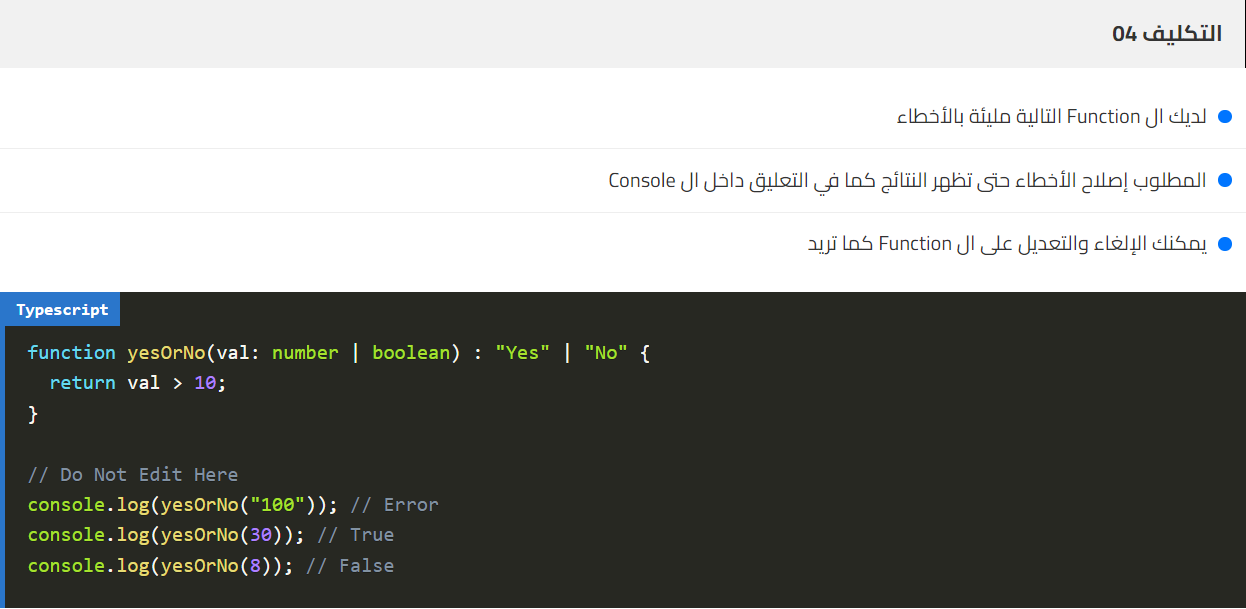 التكليف 04
لديك ال Function التالية مليئة بالأخطاء
المطلوب إصلاح الأخطاء حتى تظهر النتائج كما في التعليق داخل ال Console
يمكنك الإلغاء والتعديل على ال Function كما تريد
Typescript
function yesOrNo(val: number | boolean) : "Yes" | "No" {
  return val > 10;
}
// Do Not Edit Here
console.log(yesOrNo("100")); // Error
console.log(yesOrNo(30)); // True
console.log(yesOrNo(8)); // False